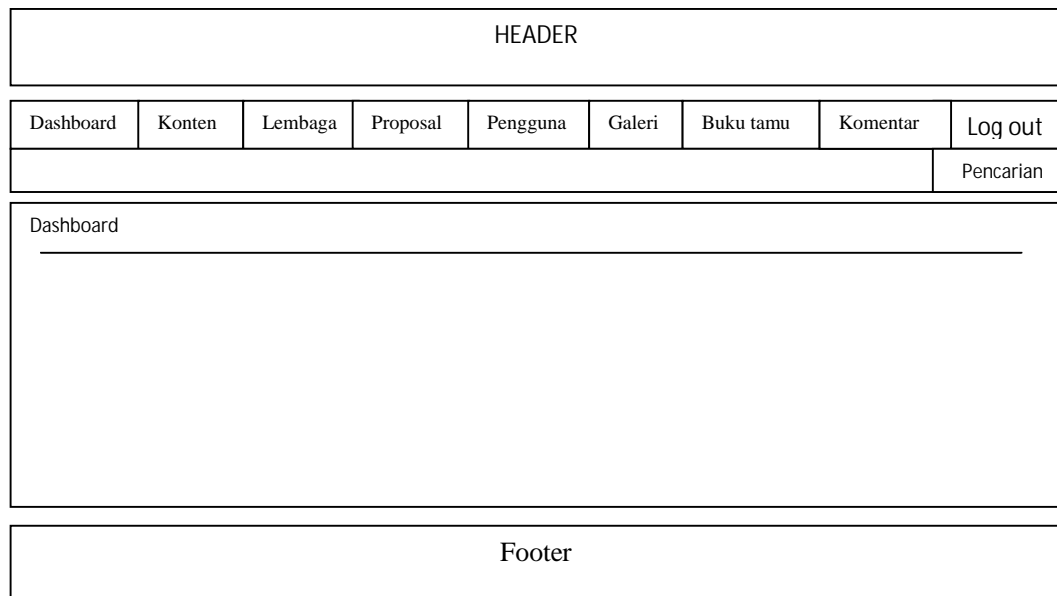 HEADER
Dashboard Konten Lembaga Proposal Pengguna Galeri Buku tamu Komentar Log out
Pencarian
Dashboard
Footer